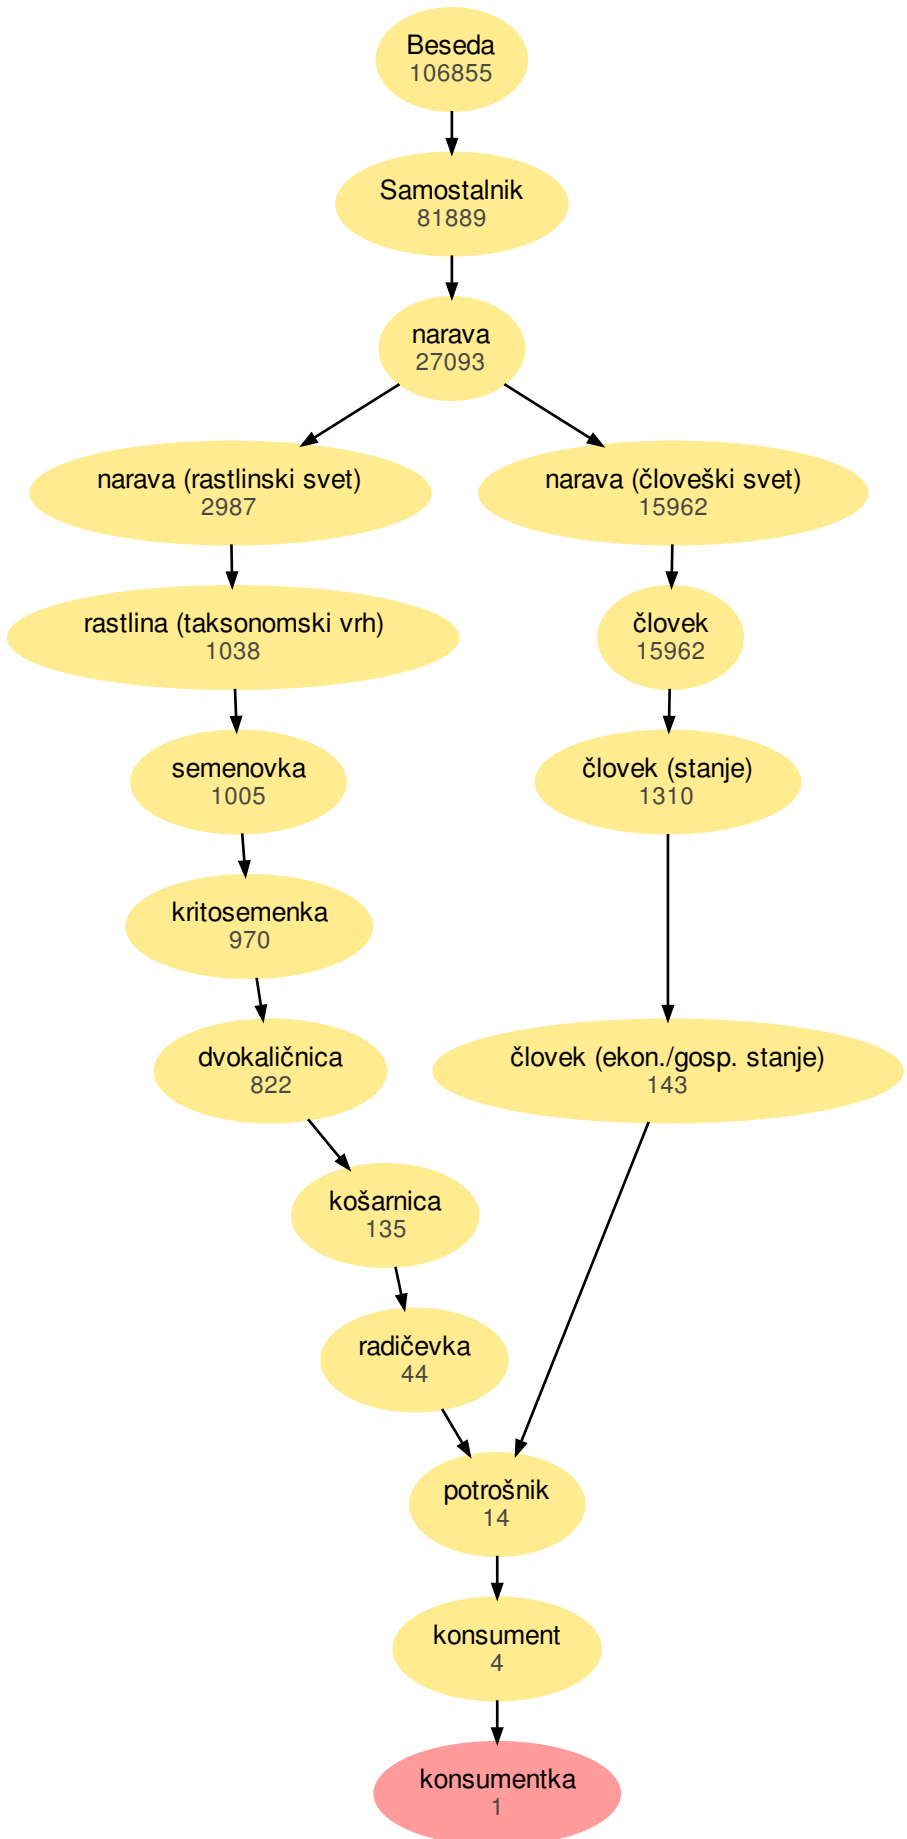 Beseda
106855
Samostalnik
81889
narava
27093
narava (rastlinski svet)
2987
narava (človeški svet)
15962
rastlina (taksonomski vrh)
1038
človek
15962
semenovka
1005
človek (stanje)
1310
kritosemenka
970
dvokaličnica
822
človek (ekon./gosp. stanje)
143
košarnica
135
radičevka
44
potrošnik
14
konsument
4
konsumentka
1